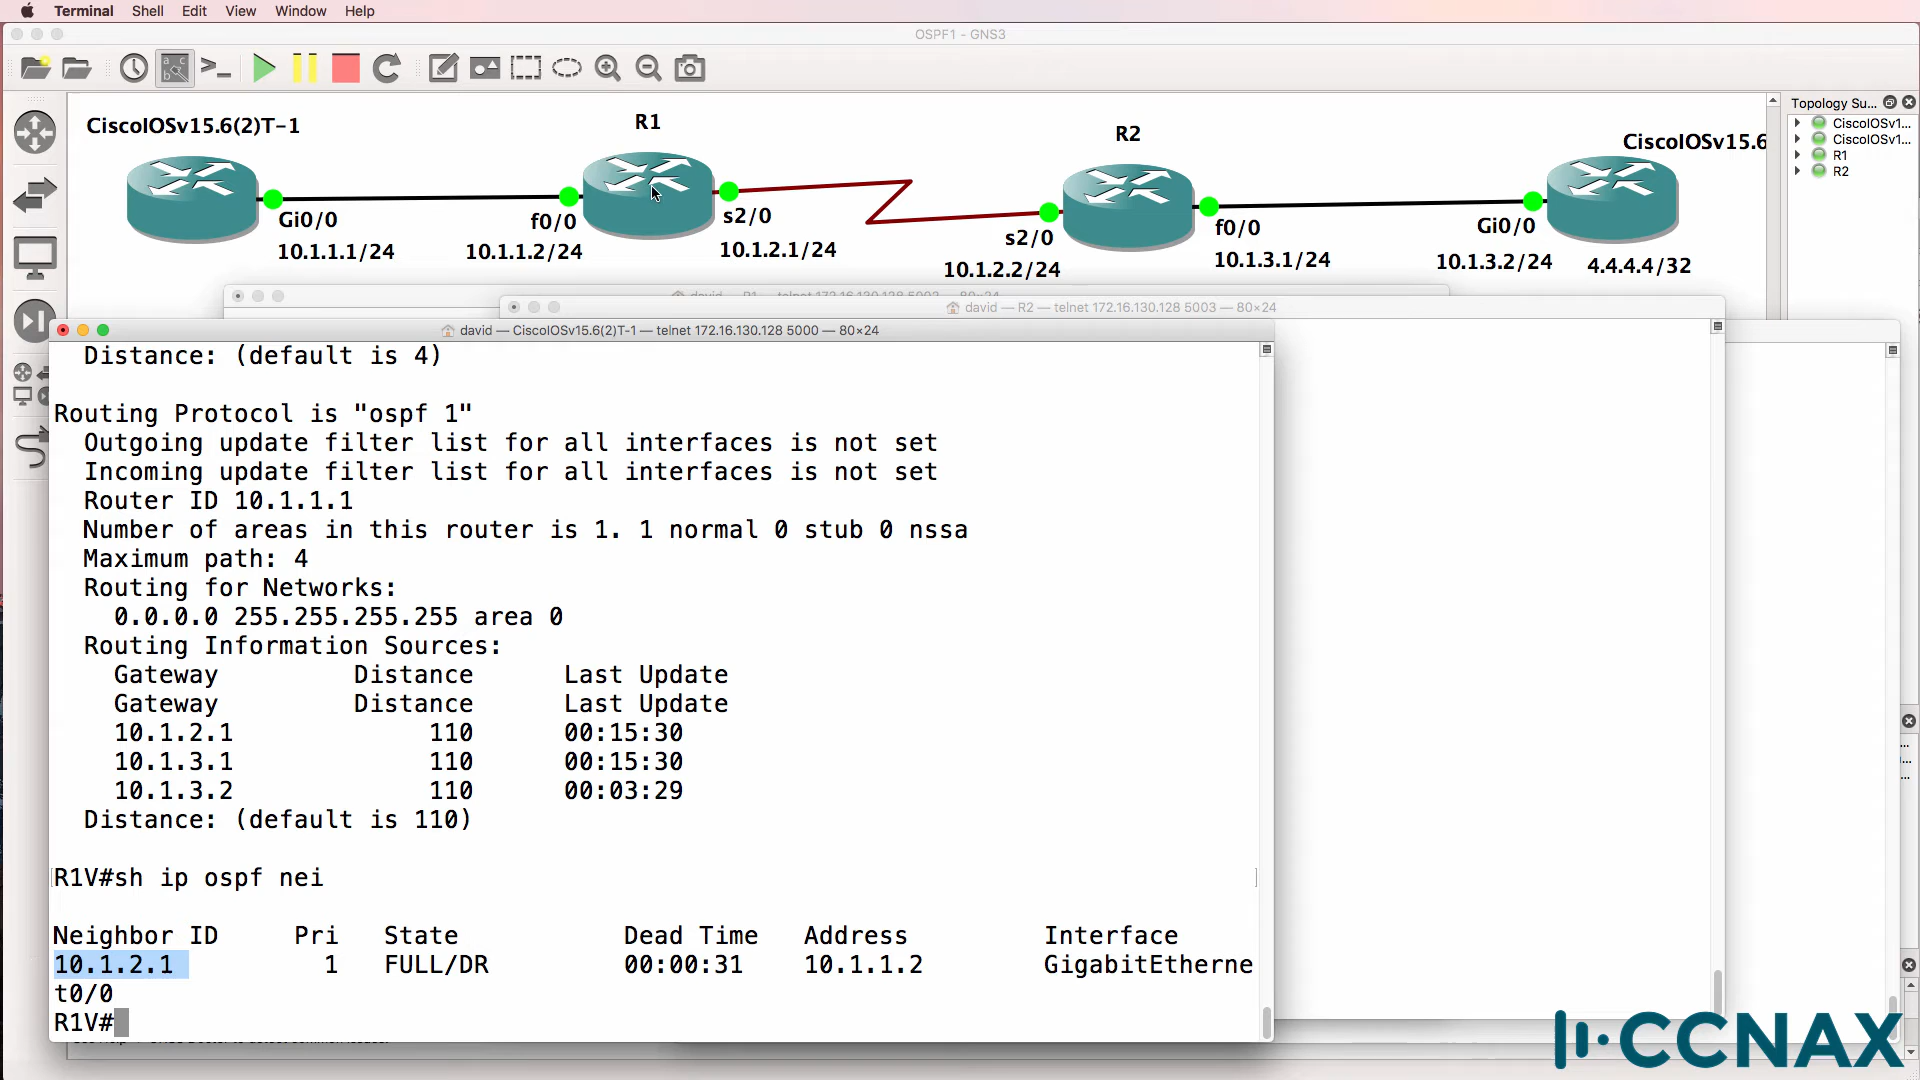 Terminal Shell Edit View Window Help
OSPF1 - GNS3
CiscoIOSv15.6(2)T-1
R1
R2
CiscoIOSv15.6
Topology Su...
CiscoIOSv1...
CiscoIOSv1...
R1
R2
Gi0/0
f0/0
s2/0
s2/0
f0/0
Gi0/0
10.1.1.1/24
10.1.1.2/24
10.1.2.1/24
10.1.2.2/24
10.1.3.1/24
10.1.3.2/24
4.4.4.4/32
david — R1 — telnet 172.16.130.128 5002 — 80×24
david — R2 — telnet 172.16.130.128 5003 — 80×24
david — CiscoIOSv15.6(2)T-1 — telnet 172.16.130.128 5000 — 80×24
Distance: (default is 4)
Routing Protocol is "ospf 1"
Outgoing update filter list for all interfaces is not set
Incoming update filter list for all interfaces is not set
Router ID 10.1.1.1
Number of areas in this router is 1. 1 normal 0 stub 0 nssa
Maximum path: 4
Routing for Networks:
0.0.0.0 255.255.255.255 area 0
Routing Information Sources:
Gateway Distance Last Update
Gateway Distance Last Update
10.1.2.1 110 00:15:30
10.1.3.1 110 00:15:30
10.1.3.2 110 00:03:29
Distance: (default is 110)
R1V#sh ip ospf nei
Neighbor ID Pri State Dead Time Address Interface
10.1.2.1 1 FULL/DR 00:00:31 10.1.1.2 GigabitEtherne
t0/0
R1V#
CCNAX